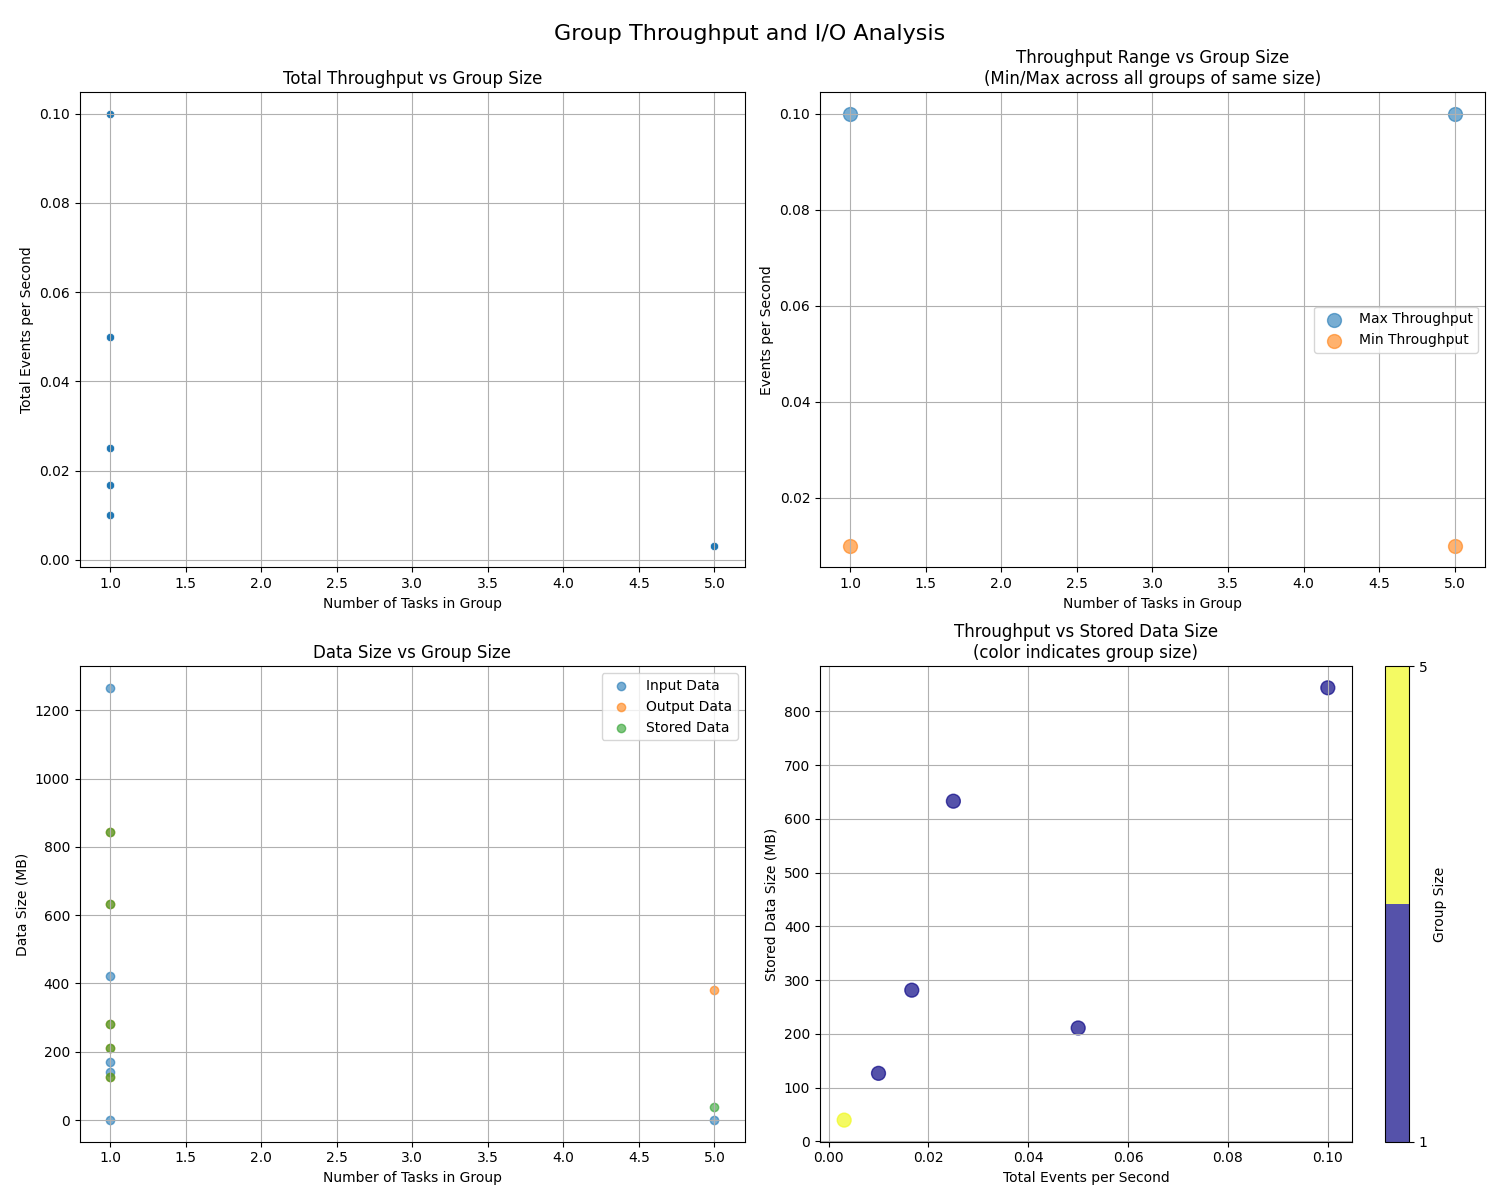 Group Throughput and I/O Analysis
Total Throughput vs Group Size
0.10
0.08
0.06
0.04
0.02
0.00
Total Events per Second
1.0 1.5 2.0 2.5 3.0 3.5 4.0 4.5 5.0
Number of Tasks in Group
Throughput Range vs Group Size
(Min/Max across all groups of same size)
0.10
0.08
0.06
0.04
0.02
Events per Second
Max Throughput
Min Throughput
1.0 1.5 2.0 2.5 3.0 3.5 4.0 4.5 5.0
Number of Tasks in Group
Data Size vs Group Size
Input Data
Output Data
Stored Data
1200
1000
800
600
400
200
0
Data Size (MB)
1.0 1.5 2.0 2.5 3.0 3.5 4.0 4.5 5.0
Number of Tasks in Group
Throughput vs Stored Data Size
(color indicates group size)
800
700
600
500
400
300
200
100
0
Stored Data Size (MB)
0.00 0.02 0.04 0.06 0.08 0.10
Total Events per Second
5
1
Group Size